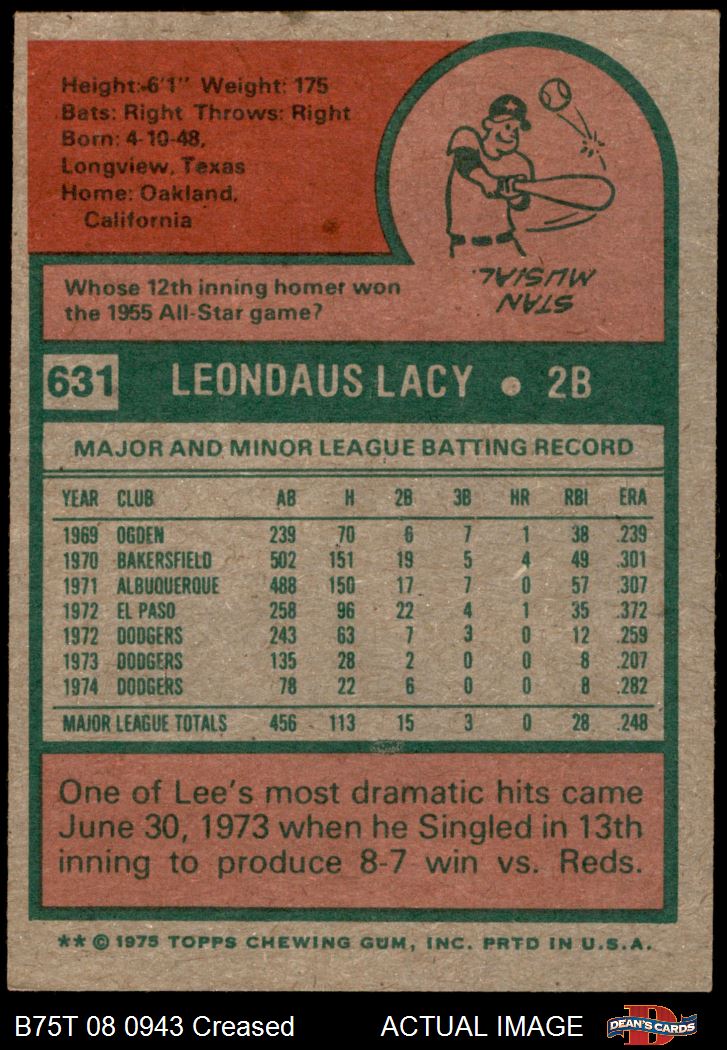 Height: 6'1" Weight: 175
Bats: Right Throws: Right
Born: 4-10-48,
Longview, Texas
Home: Oakland,
California
STAN
MUSIAL.
Whose 12th inning homer won
the 1955 All-Star game?
631 LEONDAUS LACY • 2B
MAJOR AND MINOR LEAGUE BATTING RECORD
YEAR CLUB AB H 2B 3B HR RBI ERA
1969 OGDEN 239 70 6 7 1 38 .239
1970 BAKERSFIELD 502 151 19 5 4 49 .301
1971 ALBUQUERQUE 488 150 17 7 0 57 .307
1972 EL PASO 258 96 22 4 1 35 .372
1972 DODGERS 243 63 7 3 0 12 .259
1973 DODGERS 135 28 2 0 0 8 .207
1974 DODGERS 78 22 6 0 0 8 .282
MAJOR LEAGUE TOTALS 456 113 15 3 0 28 .248
One of Lee's most dramatic hits came
June 30, 1973 when he Singled in 13th
inning to produce 8-7 win vs. Reds.
** © 1975 TOPPS CHEWING GUM, INC. PRTD IN U.S.A.
B75T 08 0943 Creased ACTUAL IMAGE
D
DEAN'S CARDS